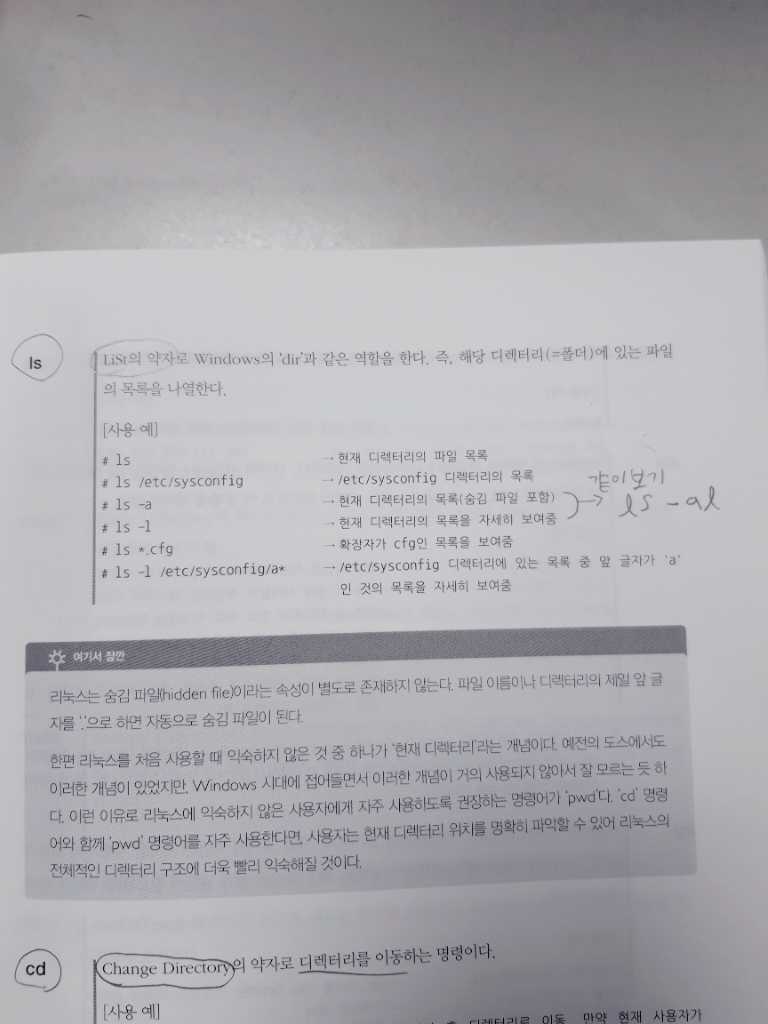 ls
LiSt의 약자로 Windows의 'dir'과 같은 역할을 한다. 즉, 해당 디렉터리(=폴더)에 있는 파일
의 목록을 나열한다.
[사용 예]
# ls → 현재 디렉터리의 파일 목록
# ls /etc/sysconfig → /etc/sysconfig 디렉터리의 목록
# ls -a → 현재 디렉터리의 목록(숨김 파일 포함)
# ls -l → 현재 디렉터리의 목록을 자세히 보여줌
같이보기
→ ls -al
# ls *.cfg → 확장자가 cfg인 목록을 보여줌
# ls -l /etc/sysconfig/a* → /etc/sysconfig 디렉터리에 있는 목록 중 앞 글자가 'a'
인 것의 목록을 자세히 보여줌
여기서 잠깐
리눅스는 숨김 파일(hidden file)이라는 속성이 별도로 존재하지 않는다. 파일 이름이나 디렉터리의 제일 앞 글
자를 '.'으로 하면 자동으로 숨김 파일이 된다.
한편 리눅스를 처음 사용할 때 익숙하지 않은 것 중 하나가 '현재 디렉터리'라는 개념이다. 예전의 도스에서도
이러한 개념이 있었지만, Windows 시대에 접어들면서 이러한 개념이 거의 사용되지 않아서 잘 모르는 듯 하
다. 이런 이유로 리눅스에 익숙하지 않은 사용자에게 자주 사용하도록 권장하는 명령어가 'pwd'다. 'cd' 명령
어와 함께 'pwd' 명령어를 자주 사용한다면, 사용자는 현재 디렉터리 위치를 명확히 파악할 수 있어 리눅스의
전체적인 디렉터리 구조에 더욱 빨리 익숙해질 것이다.
cd
Change Directory의 약자로 디렉터리를 이동하는 명령이다.
[사용 예]
디렉터리로 이동. 만약 현재 사용자가